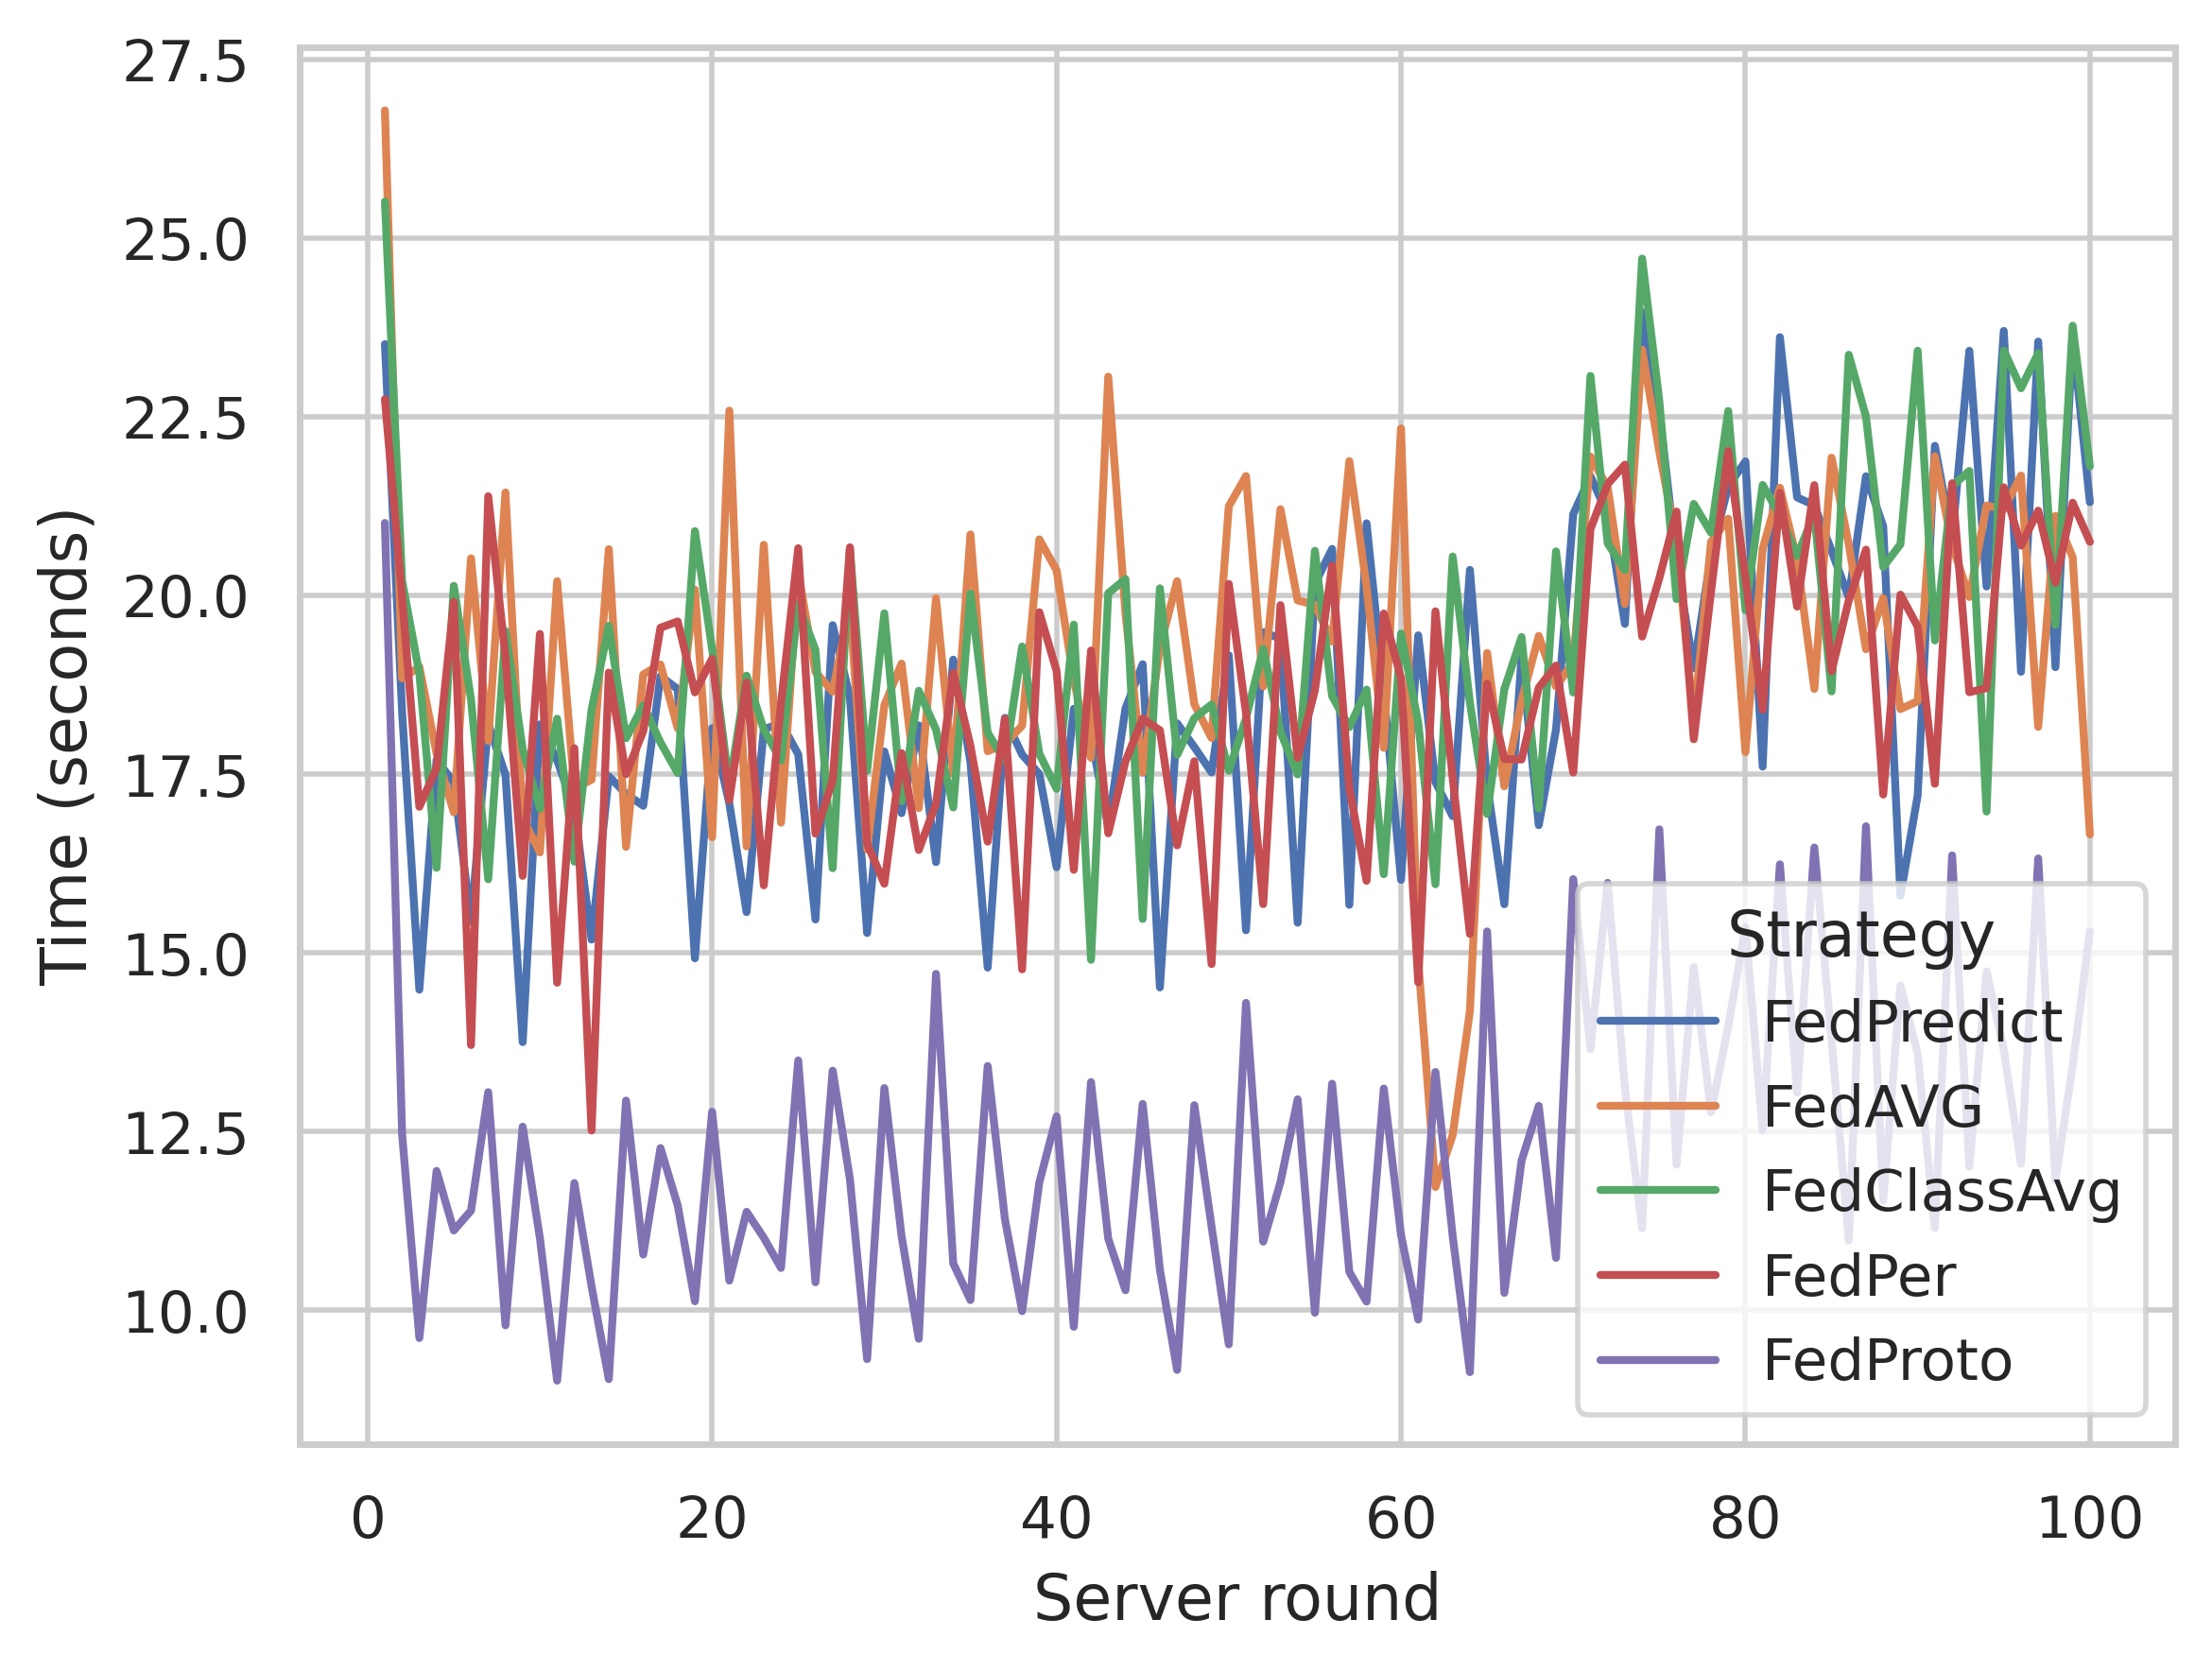 27.5
25.0
22.5
20.0
17.5
15.0
12.5
10.0
Time (seconds)
0 20 40 60 80 100
Server round
Strategy
FedPredict
FedAVG
FedClassAvg
FedPer
FedProto